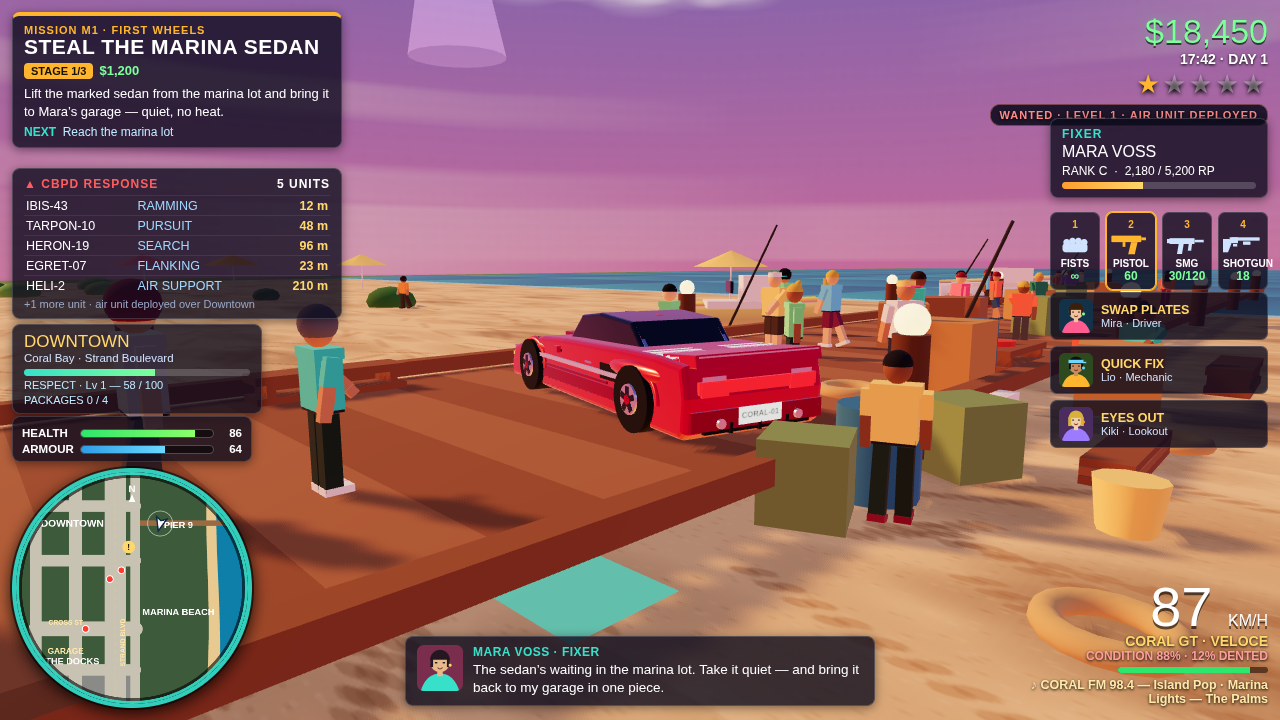 MISSION M1 · FIRST WHEELS
STEAL THE MARINA SEDAN
STAGE 1/3 $1,200
Lift the marked sedan from the marina lot and bring it
to Mara's garage — quiet, no heat.
NEXT Reach the marina lot
▲ CBPD RESPONSE 5 UNITS
IBIS-43 RAMMING 12 m
TARPON-10 PURSUIT 48 m
HERON-19 SEARCH 96 m
EGRET-07 FLANKING 23 m
HELI-2 AIR SUPPORT 210 m
+1 more unit · air unit deployed over Downtown
DOWNTOWN
Coral Bay · Strand Boulevard
RESPECT · Lv 1 — 58 / 100
PACKAGES 0 / 4
HEALTH 86
ARMOUR 64
N
DOWNTOWN
PIER 9
!
MARINA BEACH
CROSS ST
STRAND BLVD
GARAGE
THE DOCKS
$18,450
17:42 · DAY 1
WANTED · LEVEL 1 · AIR UNIT DEPLOYED
FIXER
MARA VOSS
RANK C · 2,180 / 5,200 RP
1 2 3 4
FISTS PISTOL SMG SHOTGUN
∞ 60 30/120 18
SWAP PLATES
Mira · Driver
QUICK FIX
Lio · Mechanic
EYES OUT
Kiki · Lookout
CORAL-01
MARA VOSS · FIXER
The sedan's waiting in the marina lot. Take it quiet — and bring it
back to my garage in one piece.
87 KM/H
CORAL GT · VELOCE
CONDITION 88% · 12% DENTED
♪ CORAL FM 98.4 — Island Pop · Marina
Lights — The Palms